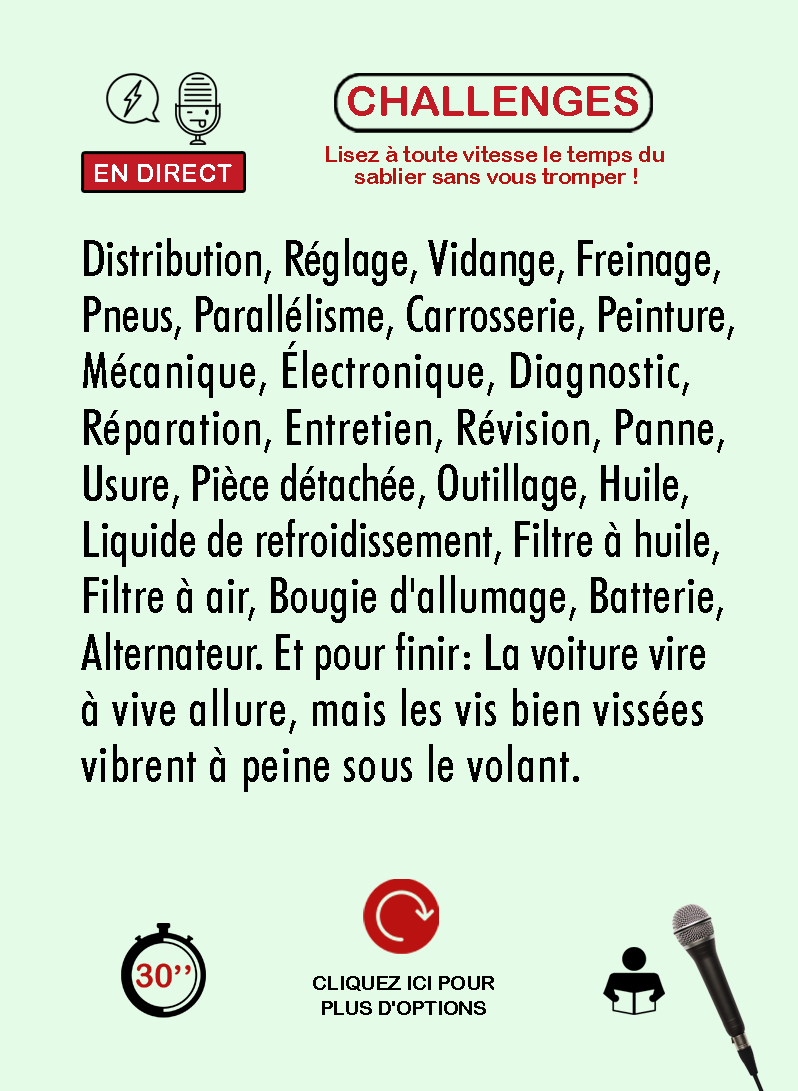 EN DIRECT
CHALLENGES
Lisez à toute vitesse le temps du
sablier sans vous tromper !
Distribution, Réglage, Vidange, Freinage,
Pneus, Parallélisme, Carrosserie, Peinture,
Mécanique, Électronique, Diagnostic,
Réparation, Entretien, Révision, Panne,
Usure, Pièce détachée, Outillage, Huile,
Liquide de refroidissement, Filtre à huile,
Filtre à air, Bougie d'allumage, Batterie,
Alternateur. Et pour finir: La voiture vire
à vive allure, mais les vis bien vissées
vibrent à peine sous le volant.
30’’
CLIQUEZ ICI POUR
PLUS D'OPTIONS